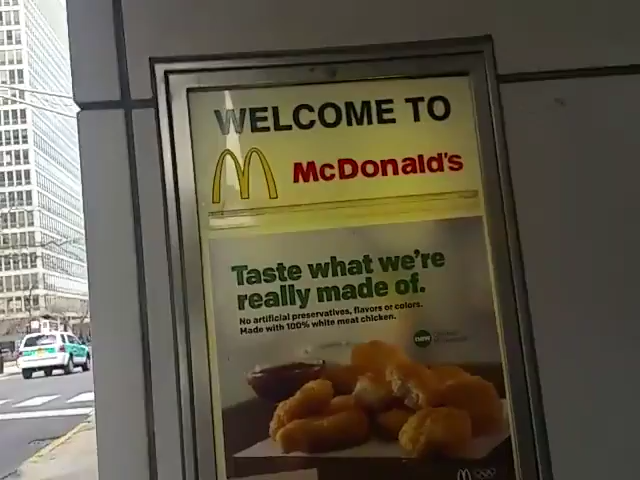 WELCOME TO
McDonald's
Taste what we're
really made of.
No artificial preservatives, flavors or colors.
Made with 100% white meat chicken.
new